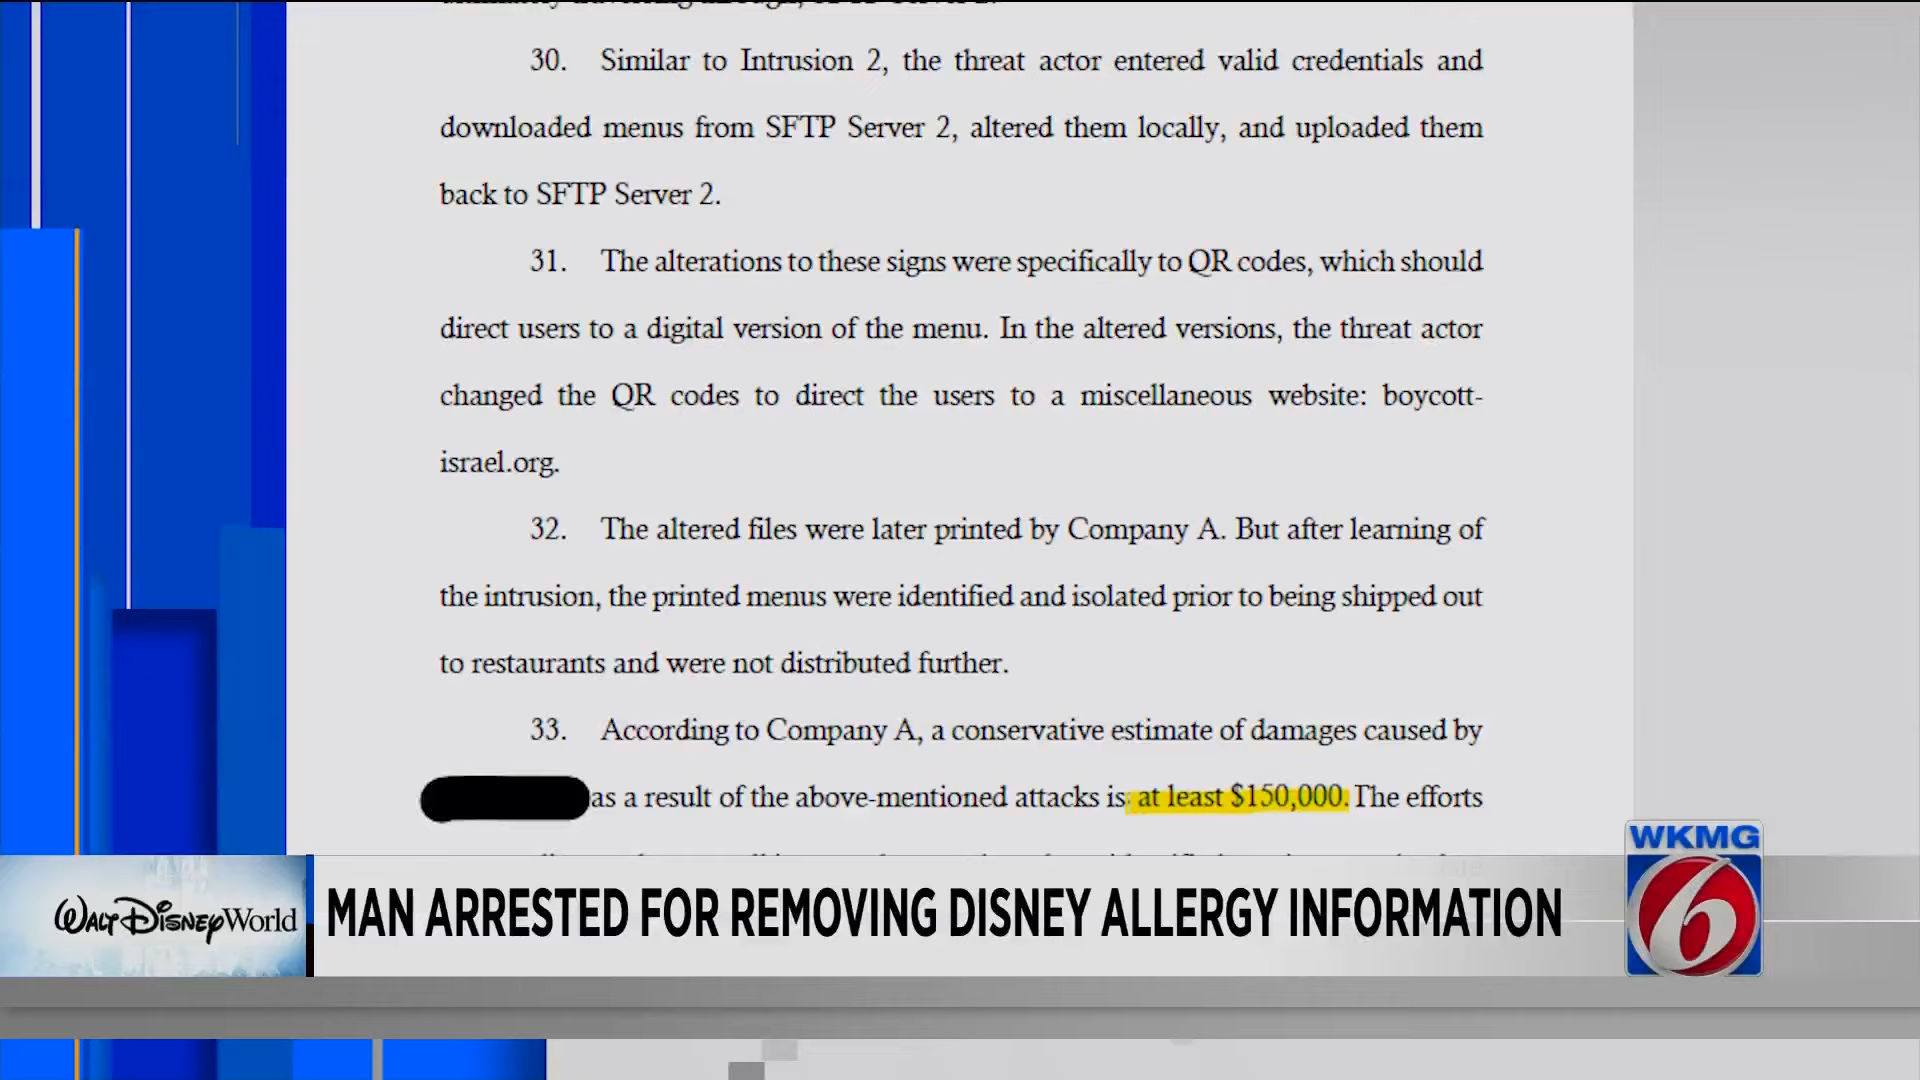 30. Similar to Intrusion 2, the threat actor entered valid credentials and
downloaded menus from SFTP Server 2, altered them locally, and uploaded them
back to SFTP Server 2.
31. The alterations to these signs were specifically to QR codes, which should
direct users to a digital version of the menu. In the altered versions, the threat actor
changed the QR codes to direct the users to a miscellaneous website: boycott-
israel.org.
32. The altered files were later printed by Company A. But after learning of
the intrusion, the printed menus were identified and isolated prior to being shipped out
to restaurants and were not distributed further.
33. According to Company A, a conservative estimate of damages caused by
as a result of the above-mentioned attacks is at least $150,000. The efforts
WKMG
6
Walt Disney World
MAN ARRESTED FOR REMOVING DISNEY ALLERGY INFORMATION